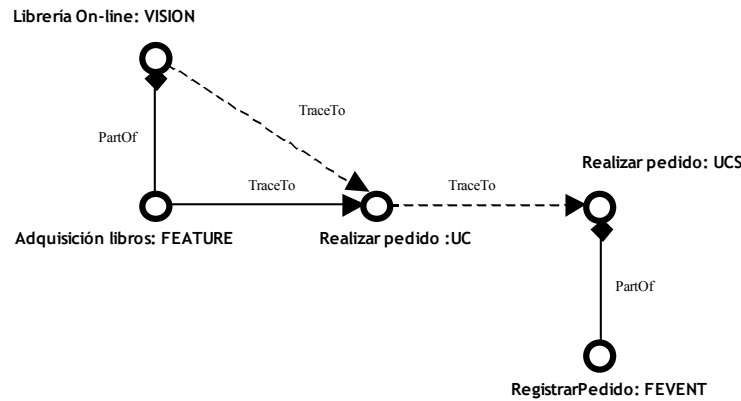 Librería On-line: VISION
TraceTo
PartOf
Realizar pedido: UCS
TraceTo
TraceTo
Adquisición libros: FEATURE
Realizar pedido :UC
PartOf
RegistrarPedido: FEVENT